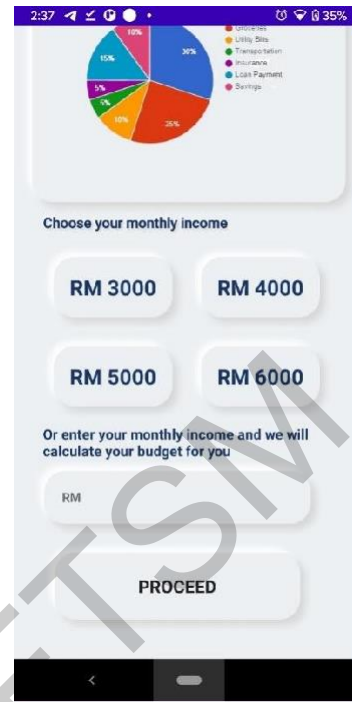 2:37
35%
10%
30%
15%
5%
5%
10%
25%
Groceries
Utility Bills
Transportation
Insurance
Loan Payment
Savings
Choose your monthly income
RM 3000
RM 4000
RM 5000
RM 6000
Or enter your monthly income and we will
calculate your budget for you
RM
PROCEED
FTSM